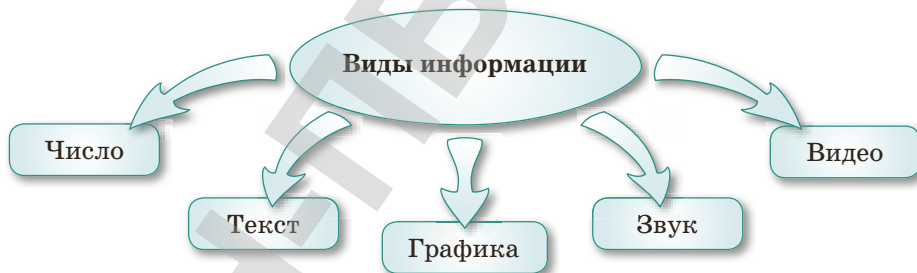 Виды информации
Число
Видео
Текст
Звук
Графика